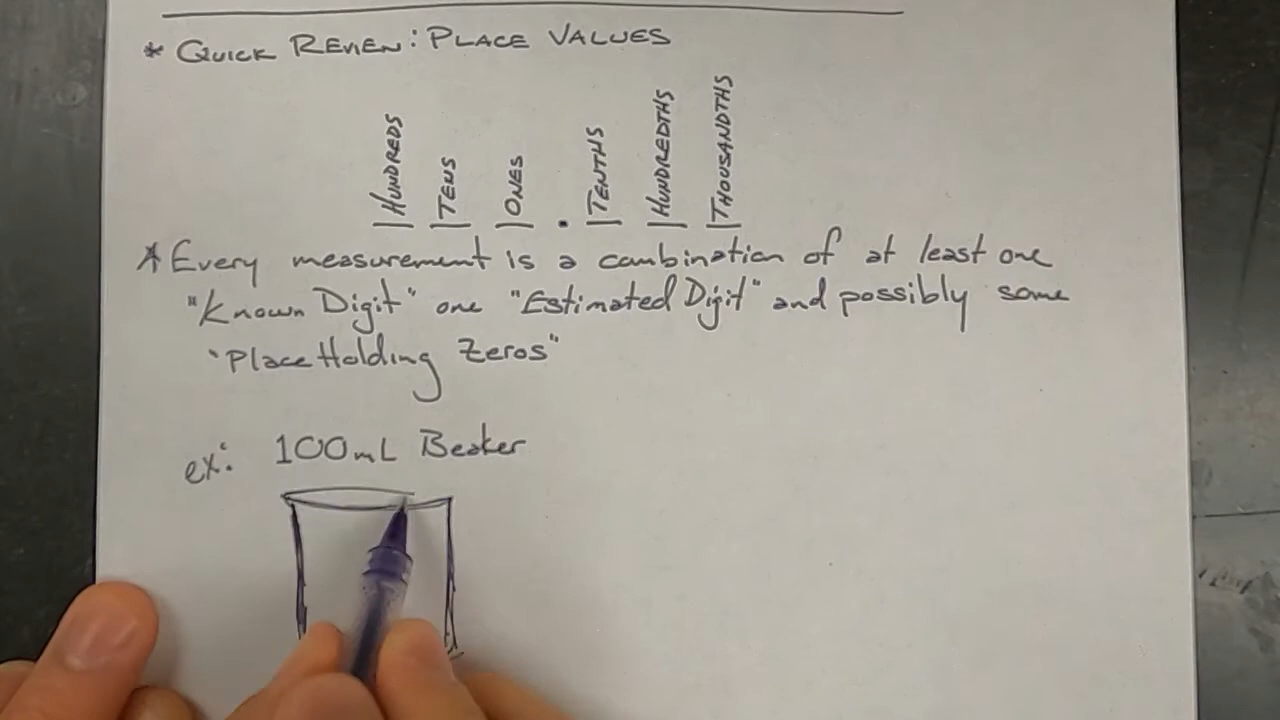 * QUICK REVIEW: PLACE VALUES
HUNDREDS TENS ONES . TENTHS HUNDREDTHS THOUSANDTHS
* Every measurement is a combination of at least one
"Known Digit" one "Estimated Digit" and possibly some
"Place Holding Zeros"
ex: 100mL Beaker